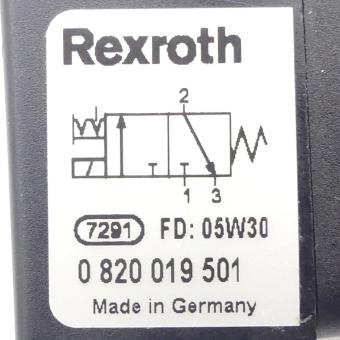 Rexroth
2
1 3
7291 FD: 05W30
0 820 019 501
Made in Germany